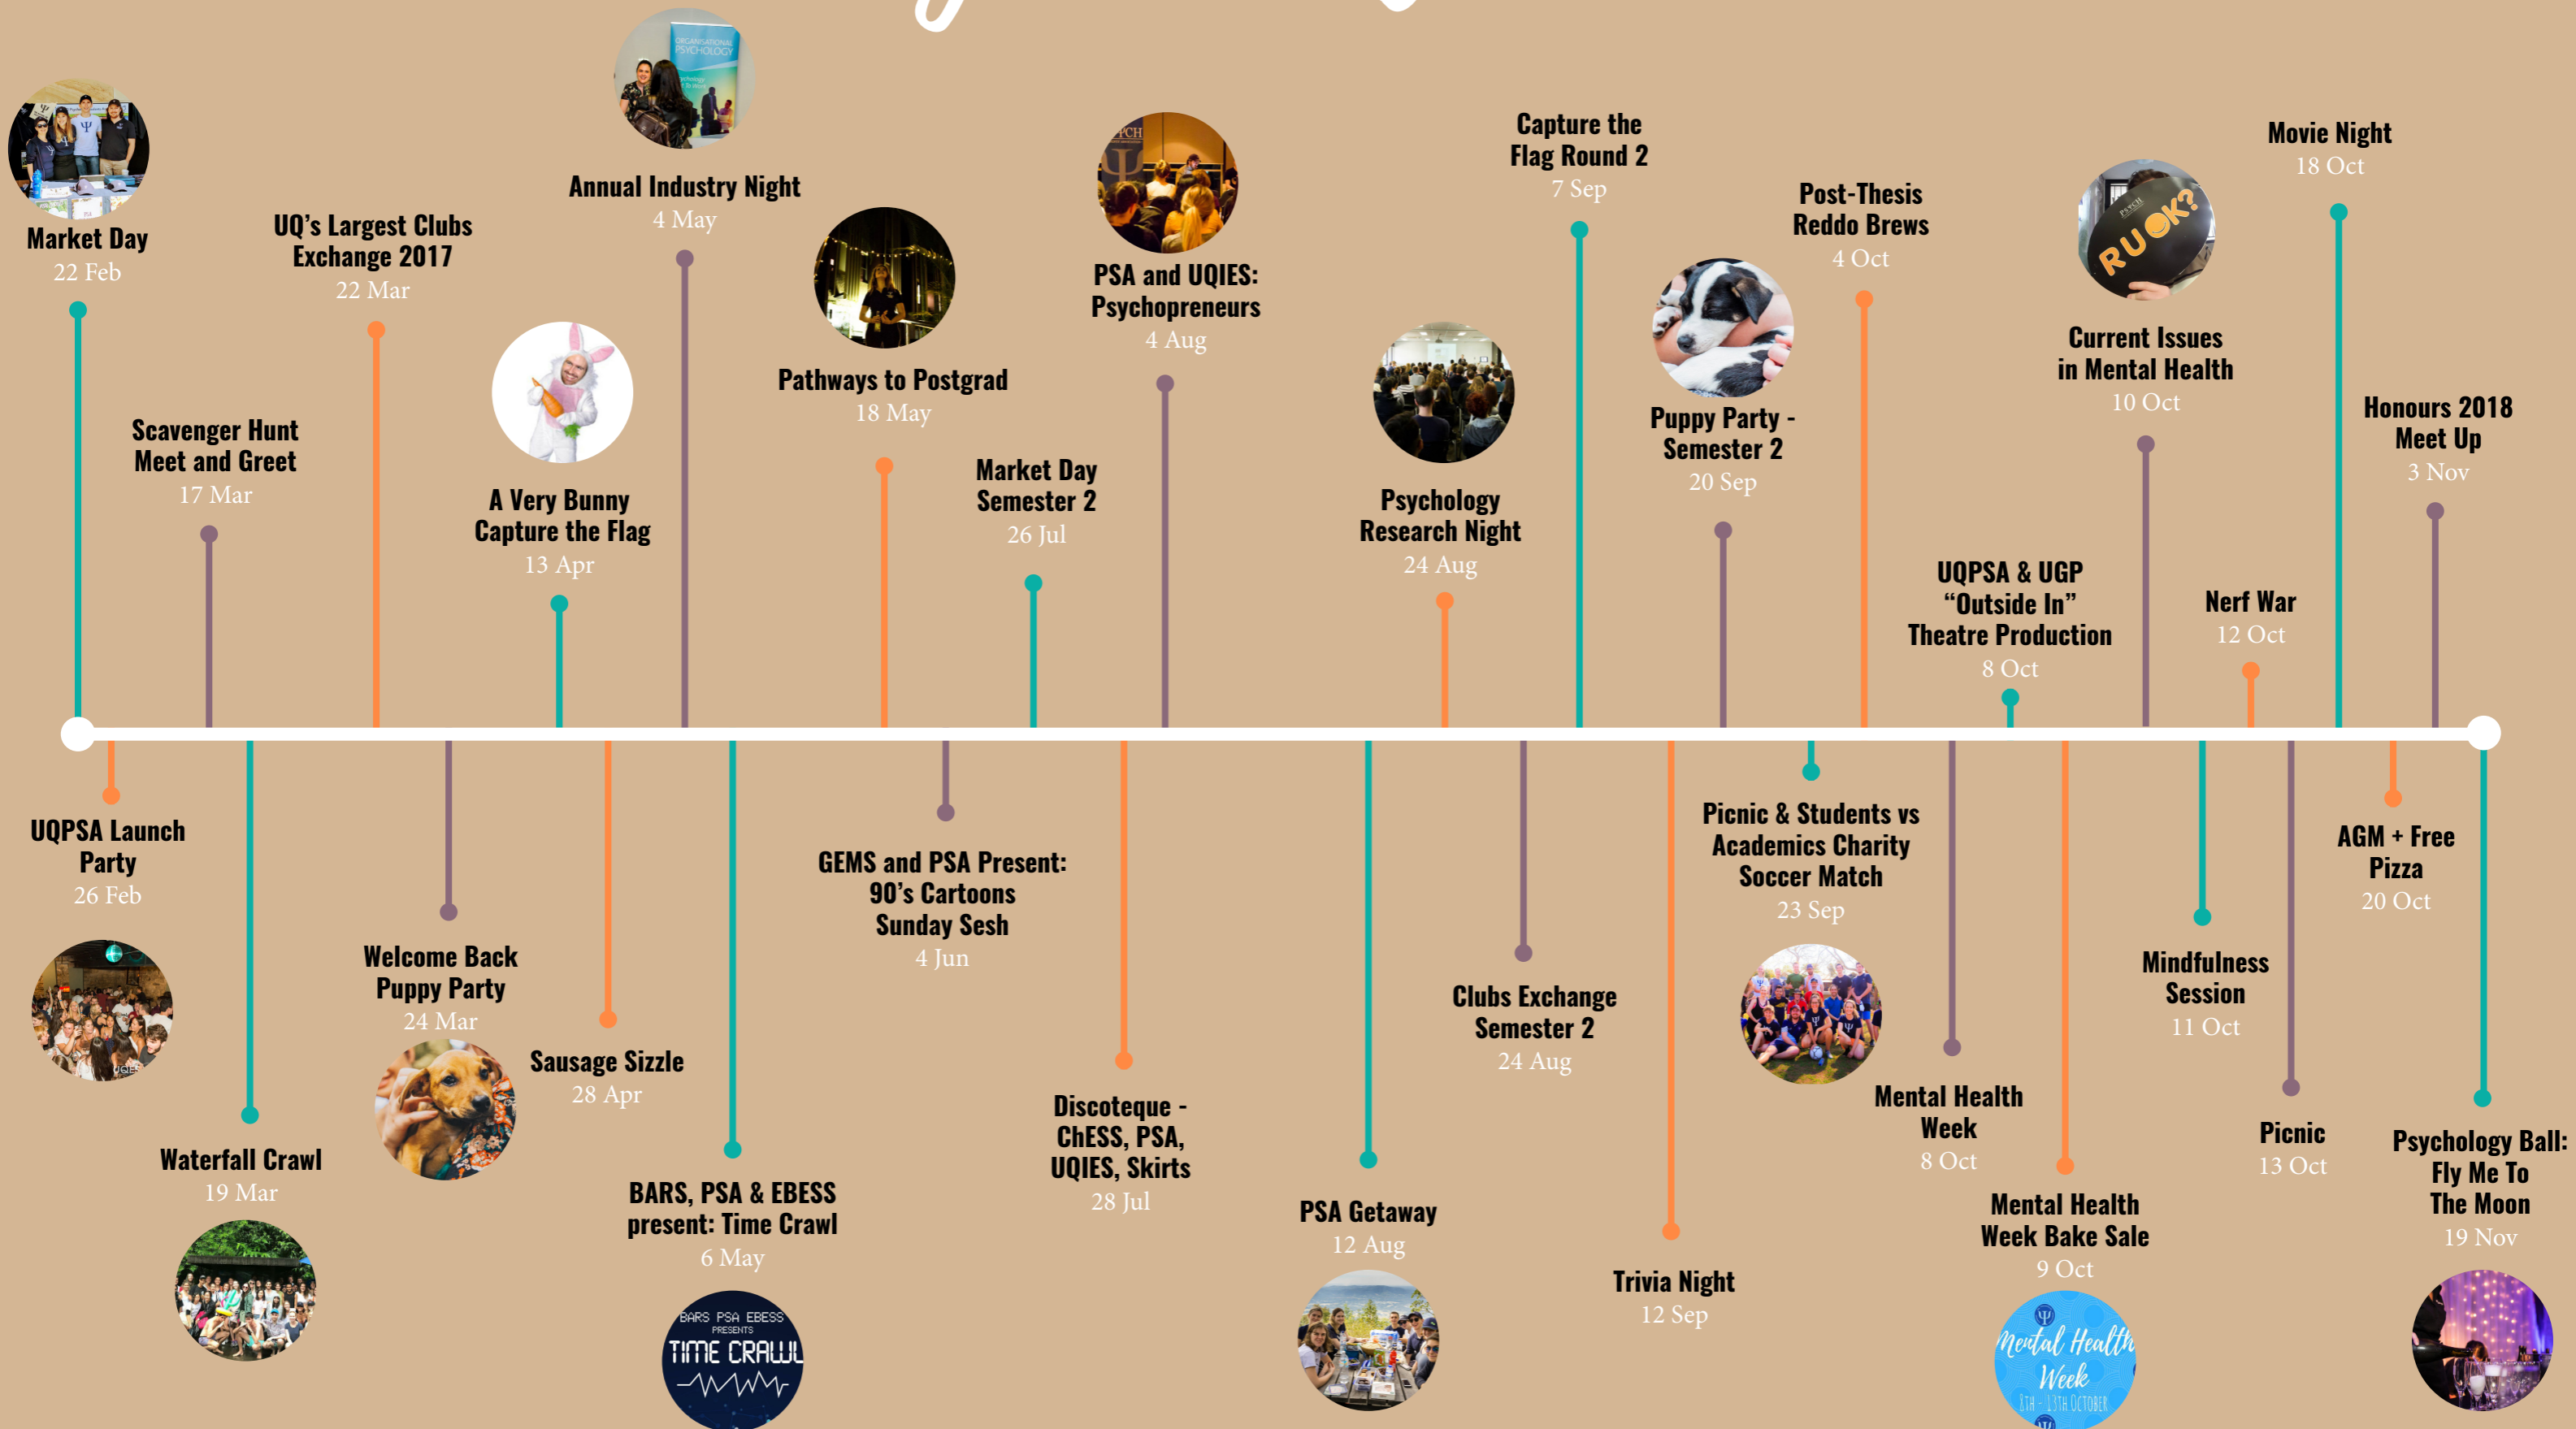 Market Day
22 Feb
UQPSA Launch
Party
26 Feb
Scavenger Hunt
Meet and Greet
17 Mar
Waterfall Crawl
19 Mar
UQ’s Largest Clubs
Exchange 2017
22 Mar
Welcome Back
Puppy Party
24 Mar
A Very Bunny
Capture the Flag
13 Apr
Sausage Sizzle
28 Apr
ORGANISATIONAL
PSYCHOLOGY
Annual Industry Night
4 May
BARS, PSA & EBESS
present: Time Crawl
6 May
BARS PSA EBESS
PRESENTS
TIME CRAWL
Pathways to Postgrad
18 May
GEMS and PSA Present:
90’s Cartoons
Sunday Sesh
4 Jun
Market Day
Semester 2
26 Jul
Discoteque -
ChESS, PSA,
UQIES, Skirts
28 Jul
PSA and UQIES:
Psychopreneurs
4 Aug
PSA Getaway
12 Aug
Psychology
Research Night
24 Aug
Clubs Exchange
Semester 2
24 Aug
Capture the
Flag Round 2
7 Sep
Trivia Night
12 Sep
Puppy Party -
Semester 2
20 Sep
Picnic & Students vs
Academics Charity
Soccer Match
23 Sep
Post-Thesis
Reddo Brews
4 Oct
Mental Health
Week
8 Oct
UQPSA & UGP
“Outside In”
Theatre Production
8 Oct
Mental Health
Week Bake Sale
9 Oct
Mental Health
Week
8TH - 13TH OCTOBER
PSYCH
R U OK?
Current Issues
in Mental Health
10 Oct
Mindfulness
Session
11 Oct
Nerf War
12 Oct
Picnic
13 Oct
Movie Night
18 Oct
AGM + Free
Pizza
20 Oct
Honours 2018
Meet Up
3 Nov
Psychology Ball:
Fly Me To
The Moon
19 Nov